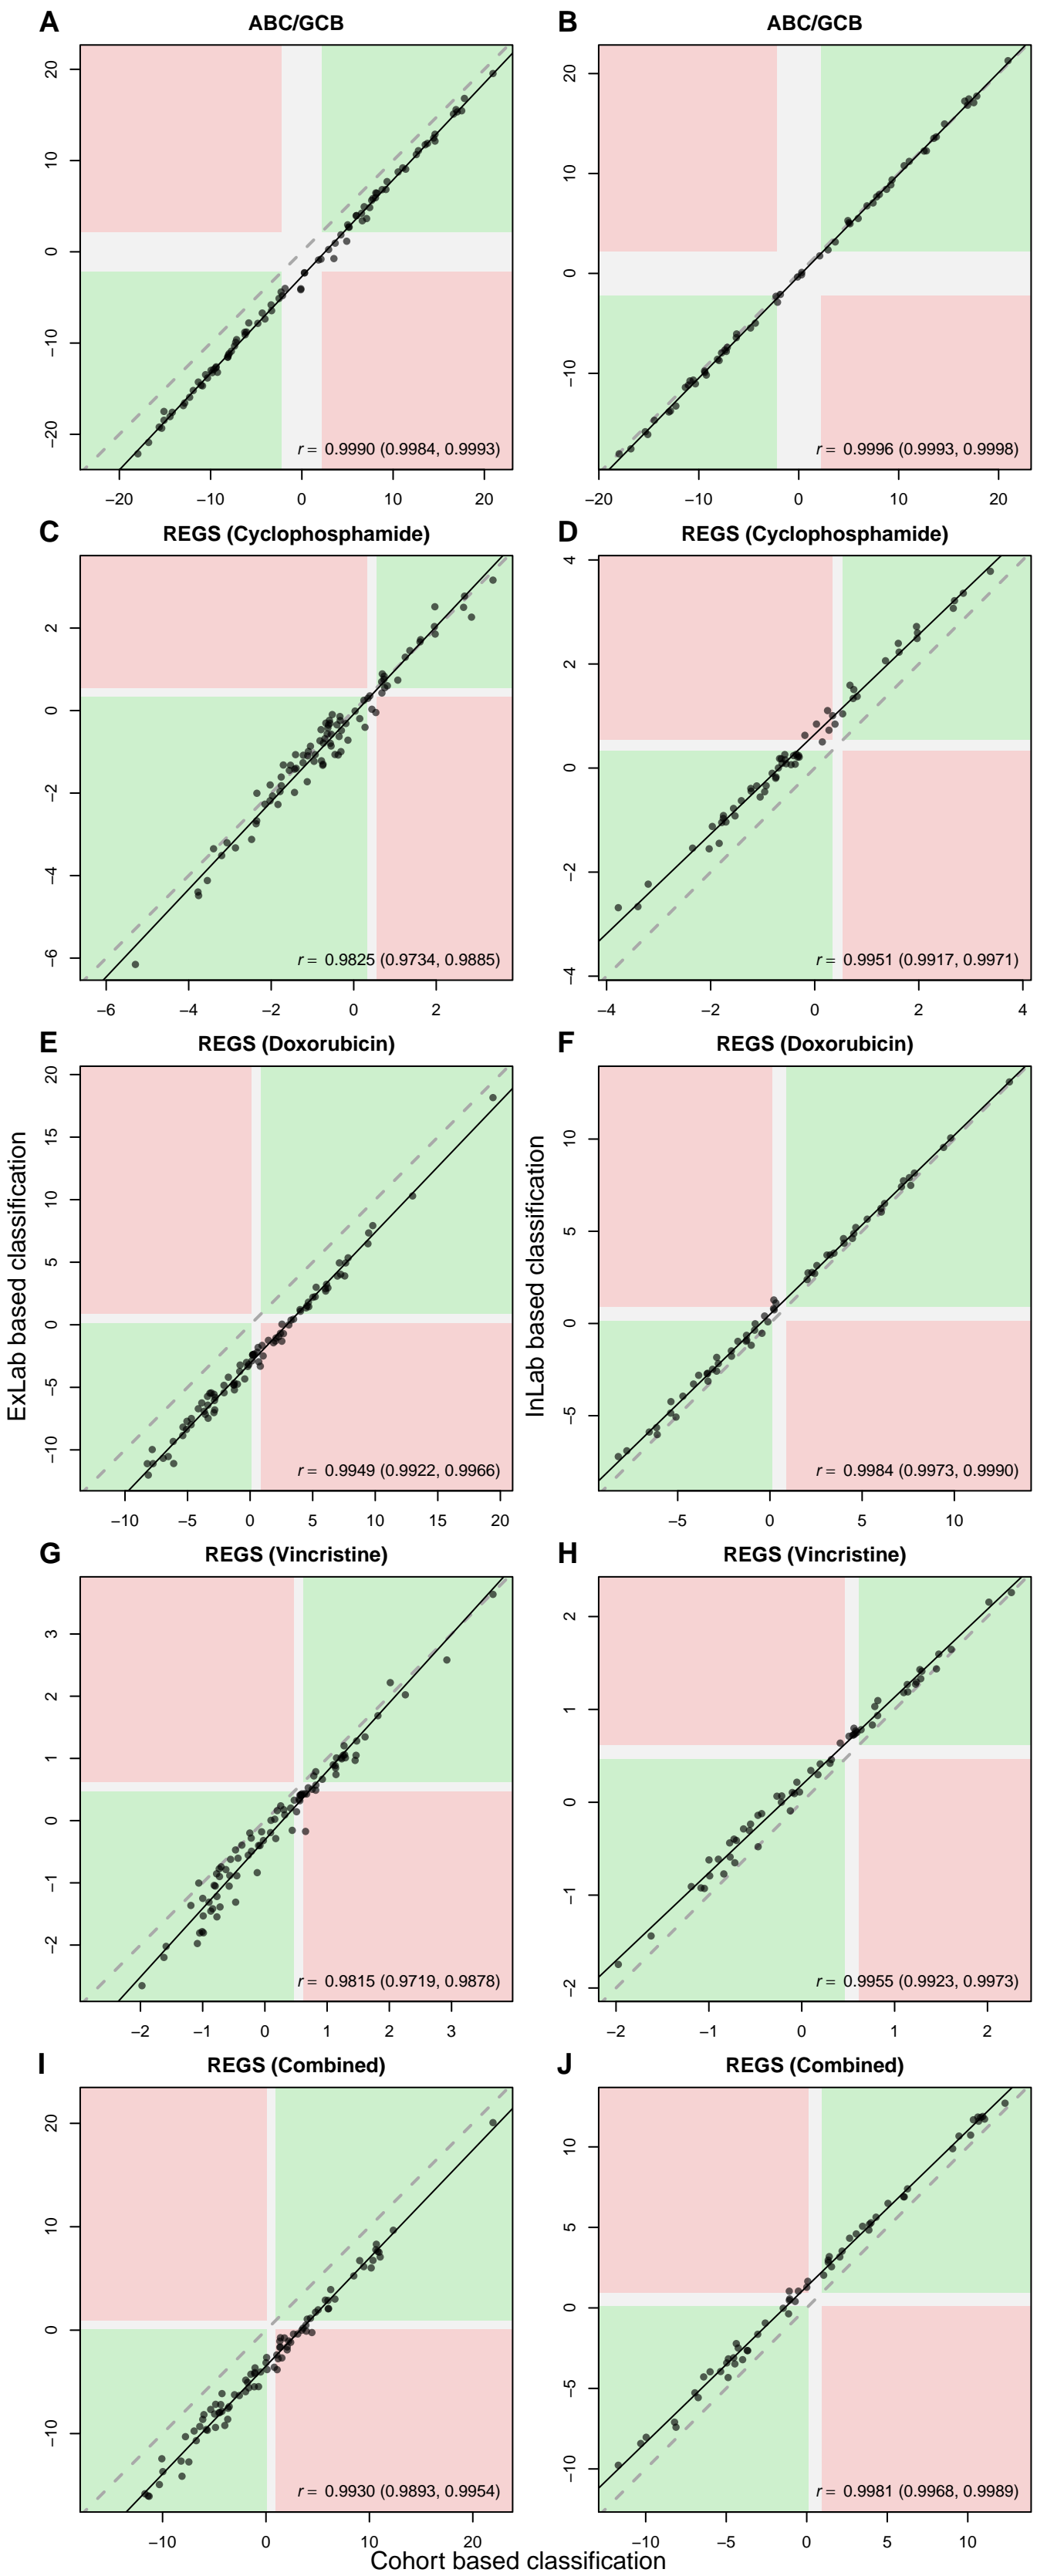 A
ABC/GCB
20
10
0
−10
−20
r = 0.9990 (0.9984, 0.9993)
−20 −10 0 10 20
B
ABC/GCB
20
10
0
−10
r = 0.9996 (0.9993, 0.9998)
−20 −10 0 10 20
C
REGS (Cyclophosphamide)
2
0
−2
−4
−6
r = 0.9825 (0.9734, 0.9885)
−6 −4 −2 0 2
D
REGS (Cyclophosphamide)
4
2
0
−2
−4
r = 0.9951 (0.9917, 0.9971)
−4 −2 0 2 4
E
REGS (Doxorubicin)
20
15
10
5
0
−5
−10
r = 0.9949 (0.9922, 0.9966)
−10 −5 0 5 10 15 20
ExLab based classification
F
REGS (Doxorubicin)
10
5
0
−5
r = 0.9984 (0.9973, 0.9990)
−5 0 5 10
InLab based classification
G
REGS (Vincristine)
3
2
1
0
−1
−2
r = 0.9815 (0.9719, 0.9878)
−2 −1 0 1 2 3
H
REGS (Vincristine)
2
1
0
−1
−2
r = 0.9955 (0.9923, 0.9973)
−2 −1 0 1 2
I
REGS (Combined)
20
10
0
−10
r = 0.9930 (0.9893, 0.9954)
−10 0 10 20
J
REGS (Combined)
10
5
0
−5
−10
r = 0.9981 (0.9968, 0.9989)
−10 −5 0 5 10
Cohort based classification